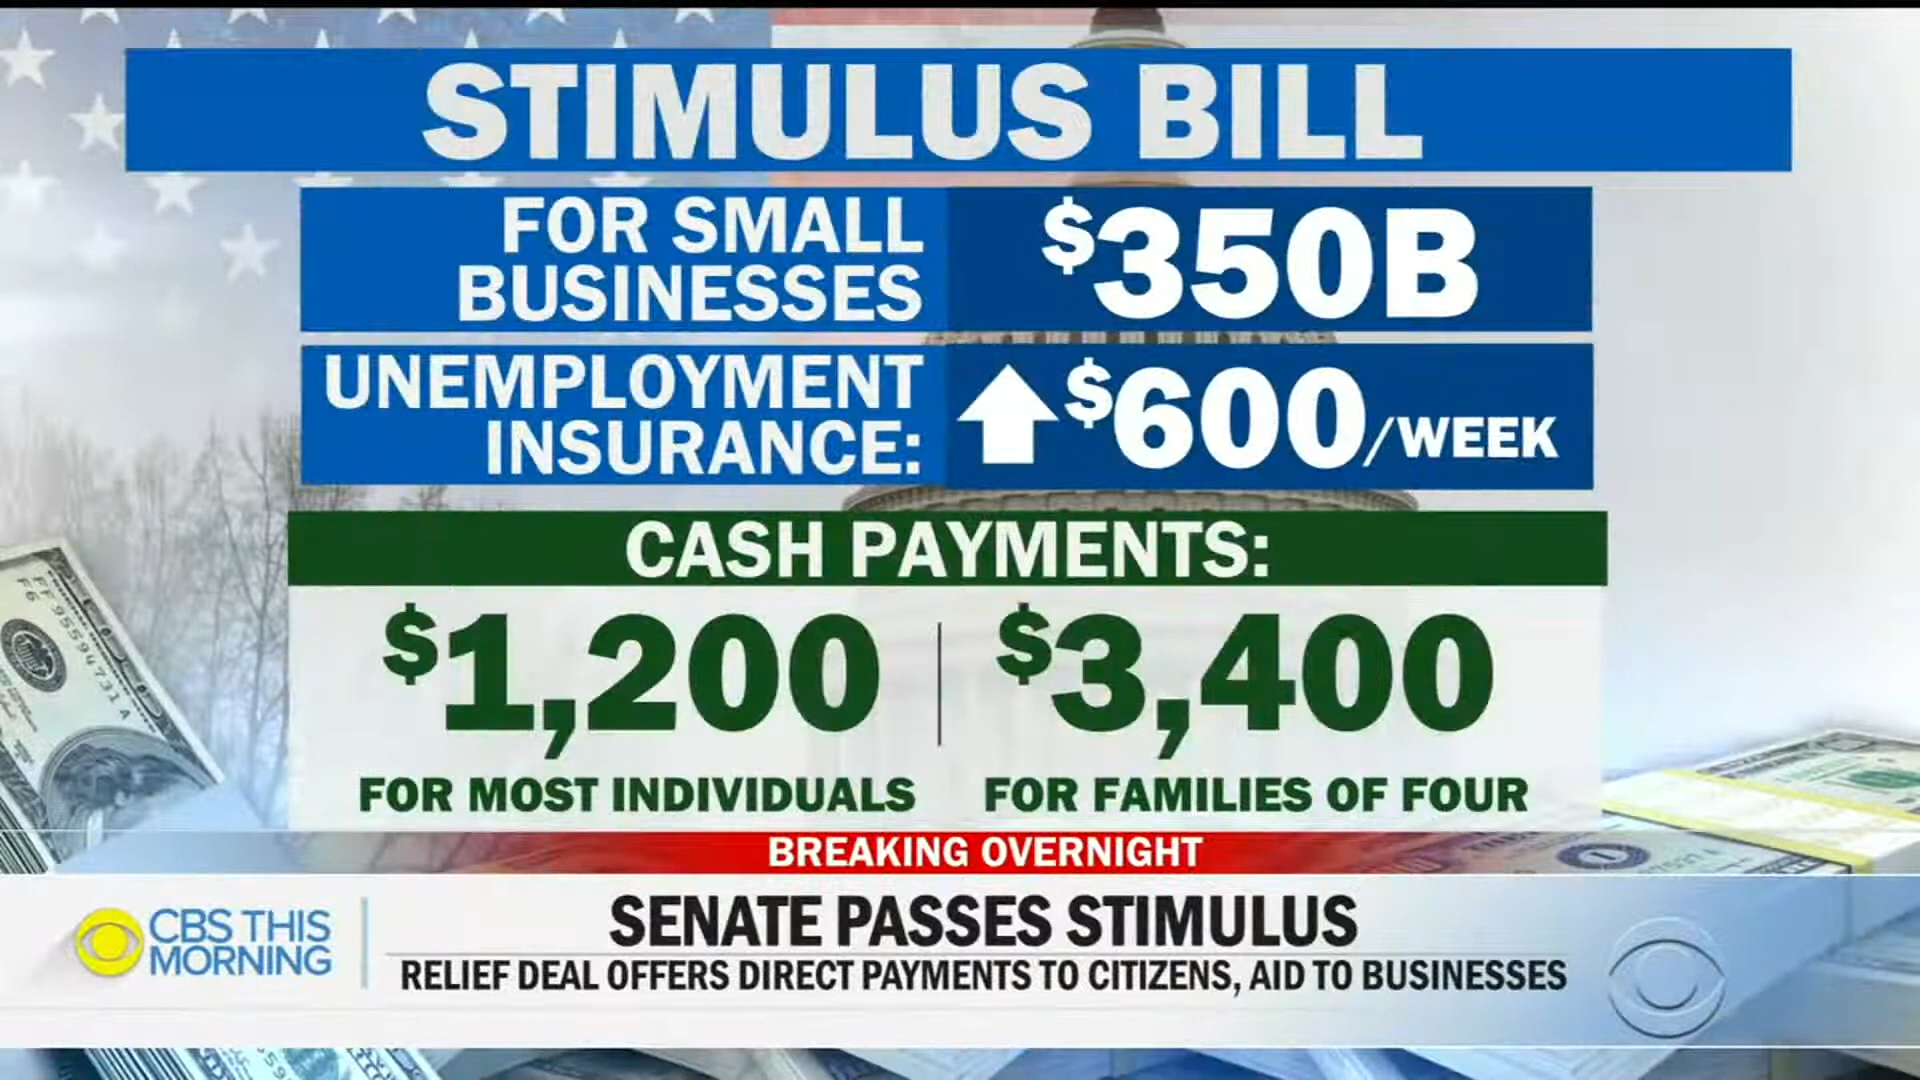 STIMULUS BILL
FOR SMALL
BUSINESSES
$350B
UNEMPLOYMENT
INSURANCE:
$600/WEEK
CASH PAYMENTS:
$1,200
FOR MOST INDIVIDUALS
$3,400
FOR FAMILIES OF FOUR
BREAKING OVERNIGHT
CBS THIS
MORNING
SENATE PASSES STIMULUS
RELIEF DEAL OFFERS DIRECT PAYMENTS TO CITIZENS, AID TO BUSINESSES